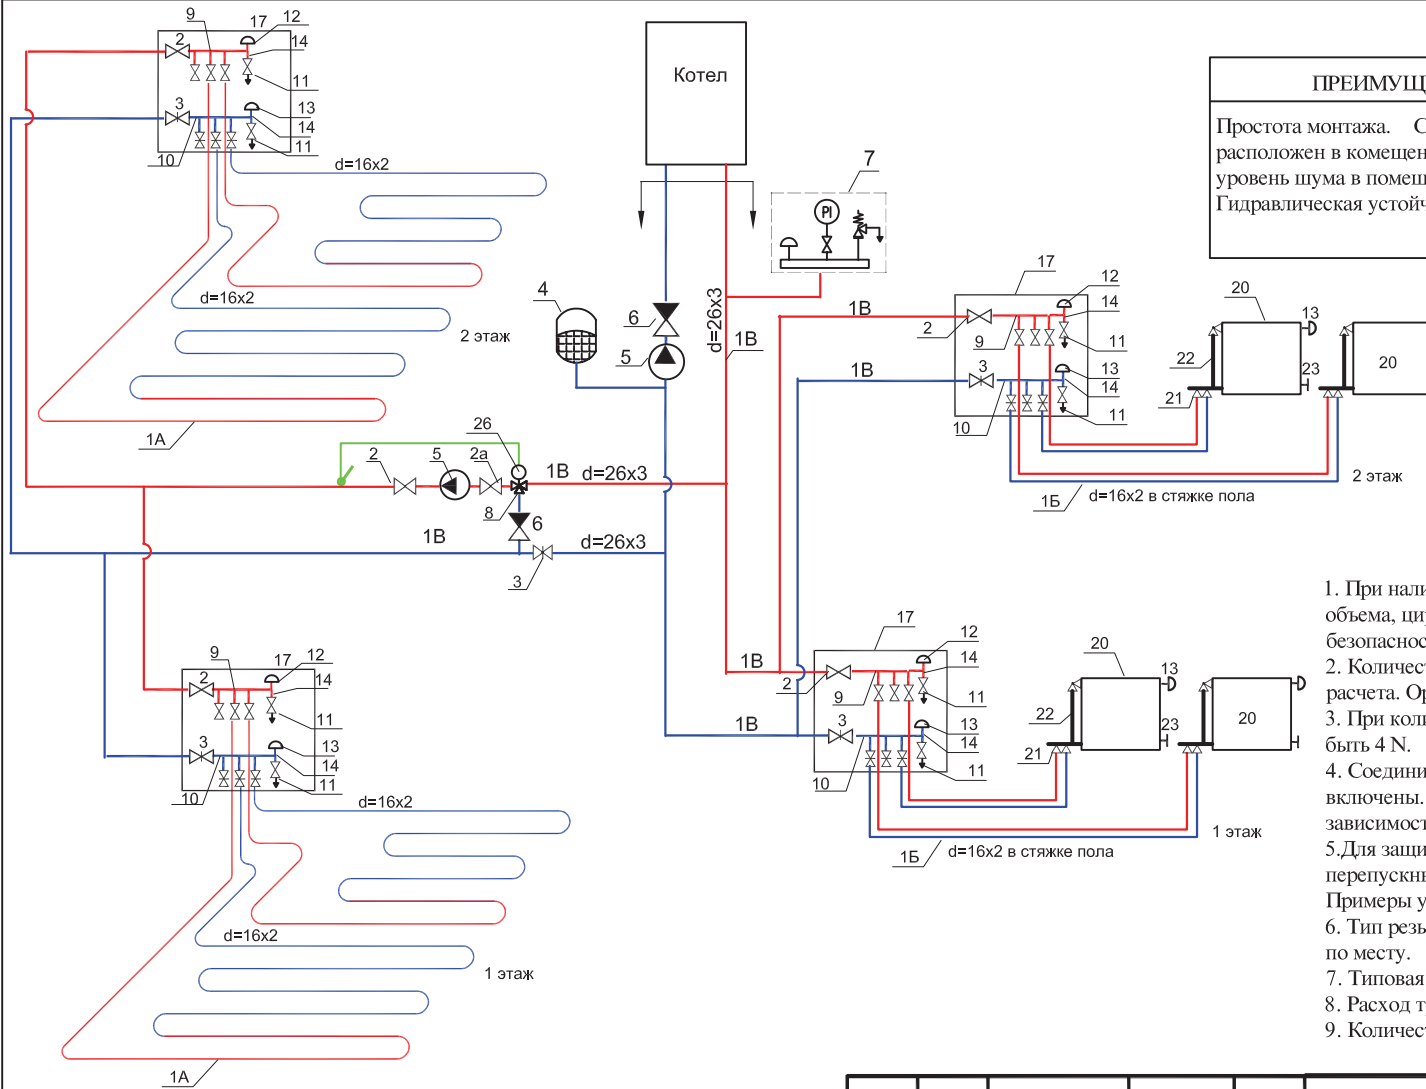 9
17
12
2
14
11
3
13
14
10
11
d=16x2
d=16x2
2 этаж
1А
Котел
7
PI
4
6
5
d=26x3
1В
ПРЕИМУЩ
Простота монтажа. С
расположен в комещен
уровень шума в помещ
Гидравлическая устойч
17
12
1В
14
2
9
11
1В
3
13
14
10
11
20
13
22
23
21
20
2 этаж
1Б
d=16x2 в стяжке пола
26
2
5
2а
1В
d=26x3
8
6
1В
d=26x3
3
9
17
12
2
14
11
3
13
14
10
11
d=16x2
d=16x2
1 этаж
1А
17
12
1В
14
2
9
11
1В
3
13
14
10
11
20
13
22
23
21
20
1 этаж
1Б
d=16x2 в стяжке пола
1. При нали
объема, цир
безопаснос
2. Количест
расчета. Ор
3. При коли
быть 4 N.
4. Соедини
включены.
зависимост
5.Для защи
перепускны
Примеры у
6. Тип резь
по месту.
7. Типовая
8. Расход т
9. Количест